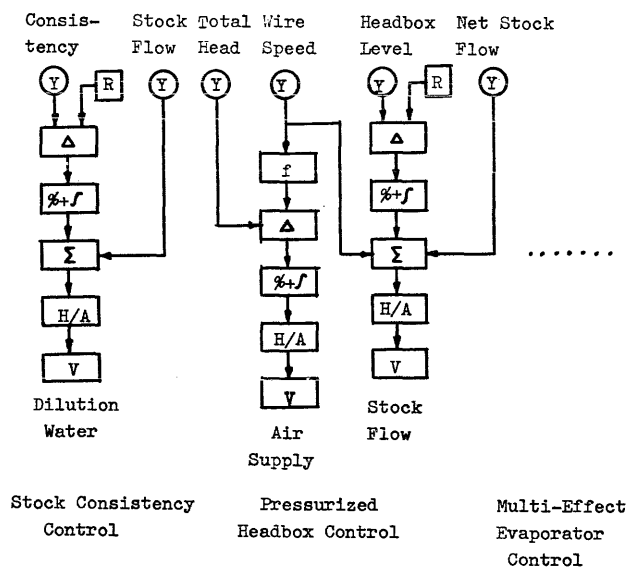 Consis- Stock Total Wire Headbox Net Stock
tency Flow Head Speed Level Flow
Y R Y Y Y Y R Y
Δ Δ
f
%+∫ %+∫
Δ
Σ Σ
%+∫
H/A H/A
H/A
V V
V
Dilution Stock
Water Flow
Air
Supply
Stock Consistency Pressurized Multi-Effect
Control Headbox Control Evaporator
Control